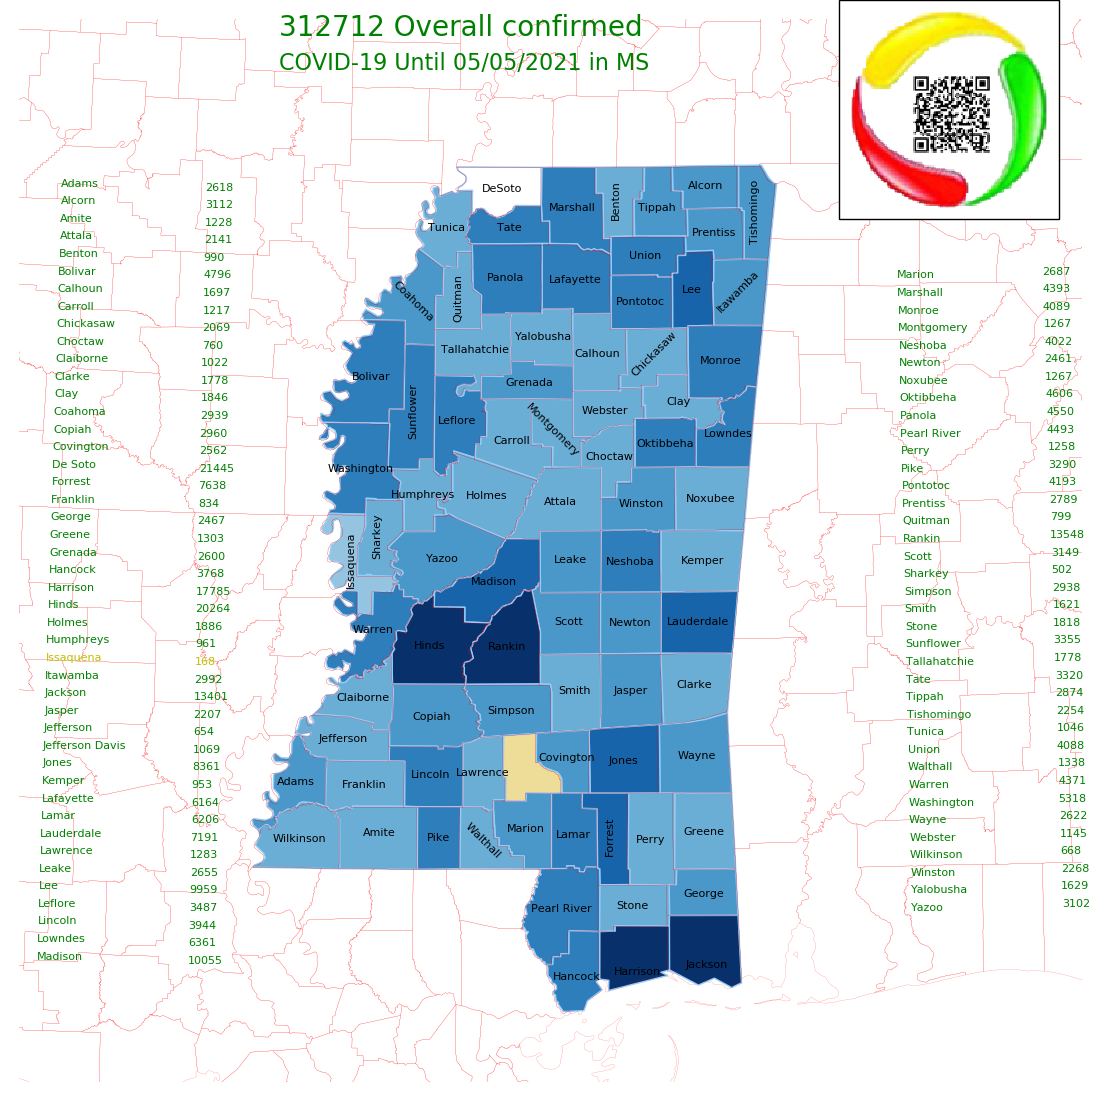 312712 Overall confirmed
COVID-19 Until 05/05/2021 in MS
Adams 2618
Alcorn 3112
Amite 1228
Attala 2141
Benton 990
Bolivar 4796
Calhoun 1697
Carroll 1217
Chickasaw 2069
Choctaw 760
Claiborne 1022
Clarke 1778
Clay 1846
Coahoma 2939
Copiah 2960
Covington 2562
De Soto 21445
Forrest 7638
Franklin 834
George 2467
Greene 1303
Grenada 2600
Hancock 3768
Harrison 17785
Hinds 20264
Holmes 1886
Humphreys 961
Issaquena 168
Itawamba 2992
Jackson 13401
Jasper 2207
Jefferson 654
Jefferson Davis 1069
Jones 8361
Kemper 953
Lafayette 6164
Lamar 6206
Lauderdale 7191
Lawrence 1283
Leake 2655
Lee 9959
Leflore 3487
Lincoln 3944
Lowndes 6361
Madison 10055
DeSoto
Marshall
Benton
Tippah
Alcorn
Tishomingo
Tunica
Tate
Prentiss
Union
Panola
Lafayette
Lee
Itawamba
Coahoma
Quitman
Pontotoc
Tallahatchie
Yalobusha
Calhoun
Chickasaw
Monroe
Bolivar
Sunflower
Grenada
Leflore
Webster
Clay
Carroll
Montgomery
Choctaw
Oktibbeha
Lowndes
Washington
Humphreys
Holmes
Attala
Winston
Noxubee
Issaquena
Sharkey
Yazoo
Leake
Neshoba
Kemper
Madison
Warren
Hinds
Rankin
Scott
Newton
Lauderdale
Claiborne
Smith
Jasper
Clarke
Copiah
Simpson
Jefferson
Covington
Jones
Wayne
Adams
Franklin
Lincoln
Lawrence
Wilkinson
Amite
Pike
Walthall
Marion
Lamar
Forrest
Perry
Greene
Pearl River
Stone
George
Hancock
Harrison
Jackson
Marion 2687
Marshall 4393
Monroe 4089
Montgomery 1267
Neshoba 4022
Newton 2461
Noxubee 1267
Oktibbeha 4606
Panola 4550
Pearl River 4493
Perry 1258
Pike 3290
Pontotoc 4193
Prentiss 2789
Quitman 799
Rankin 13548
Scott 3149
Sharkey 502
Simpson 2938
Smith 1621
Stone 1818
Sunflower 3355
Tallahatchie 1778
Tate 3320
Tippah 2874
Tishomingo 2254
Tunica 1046
Union 4088
Walthall 1338
Warren 4371
Washington 5318
Wayne 2622
Webster 1145
Wilkinson 668
Winston 2268
Yalobusha 1629
Yazoo 3102